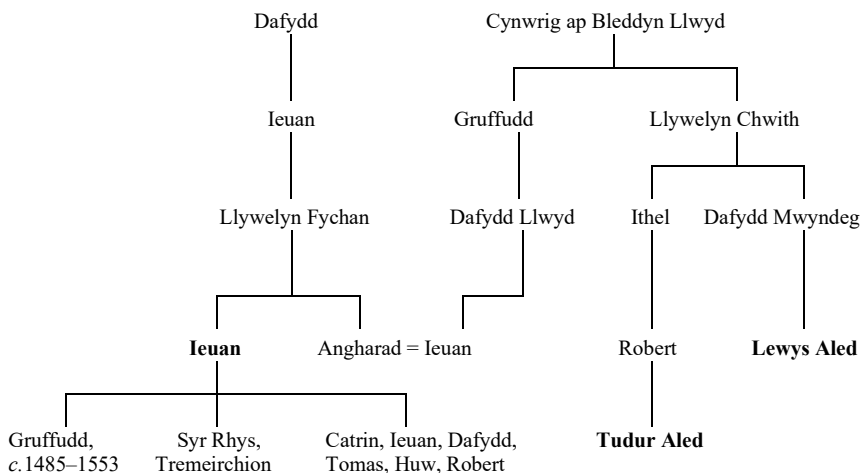 Dafydd Cynwrig ap Bleddyn Llwyd
Ieuan Gruffudd Llywelyn Chwith
Llywelyn Fychan Dafydd Llwyd Ithel Dafydd Mwyndeg
Ieuan Angharad = Ieuan Robert Lewys Aled
Gruffudd, Syr Rhys, Catrin, Ieuan, Dafydd, Tudur Aled
c.1485–1553 Tremeirchion Tomas, Huw, Robert